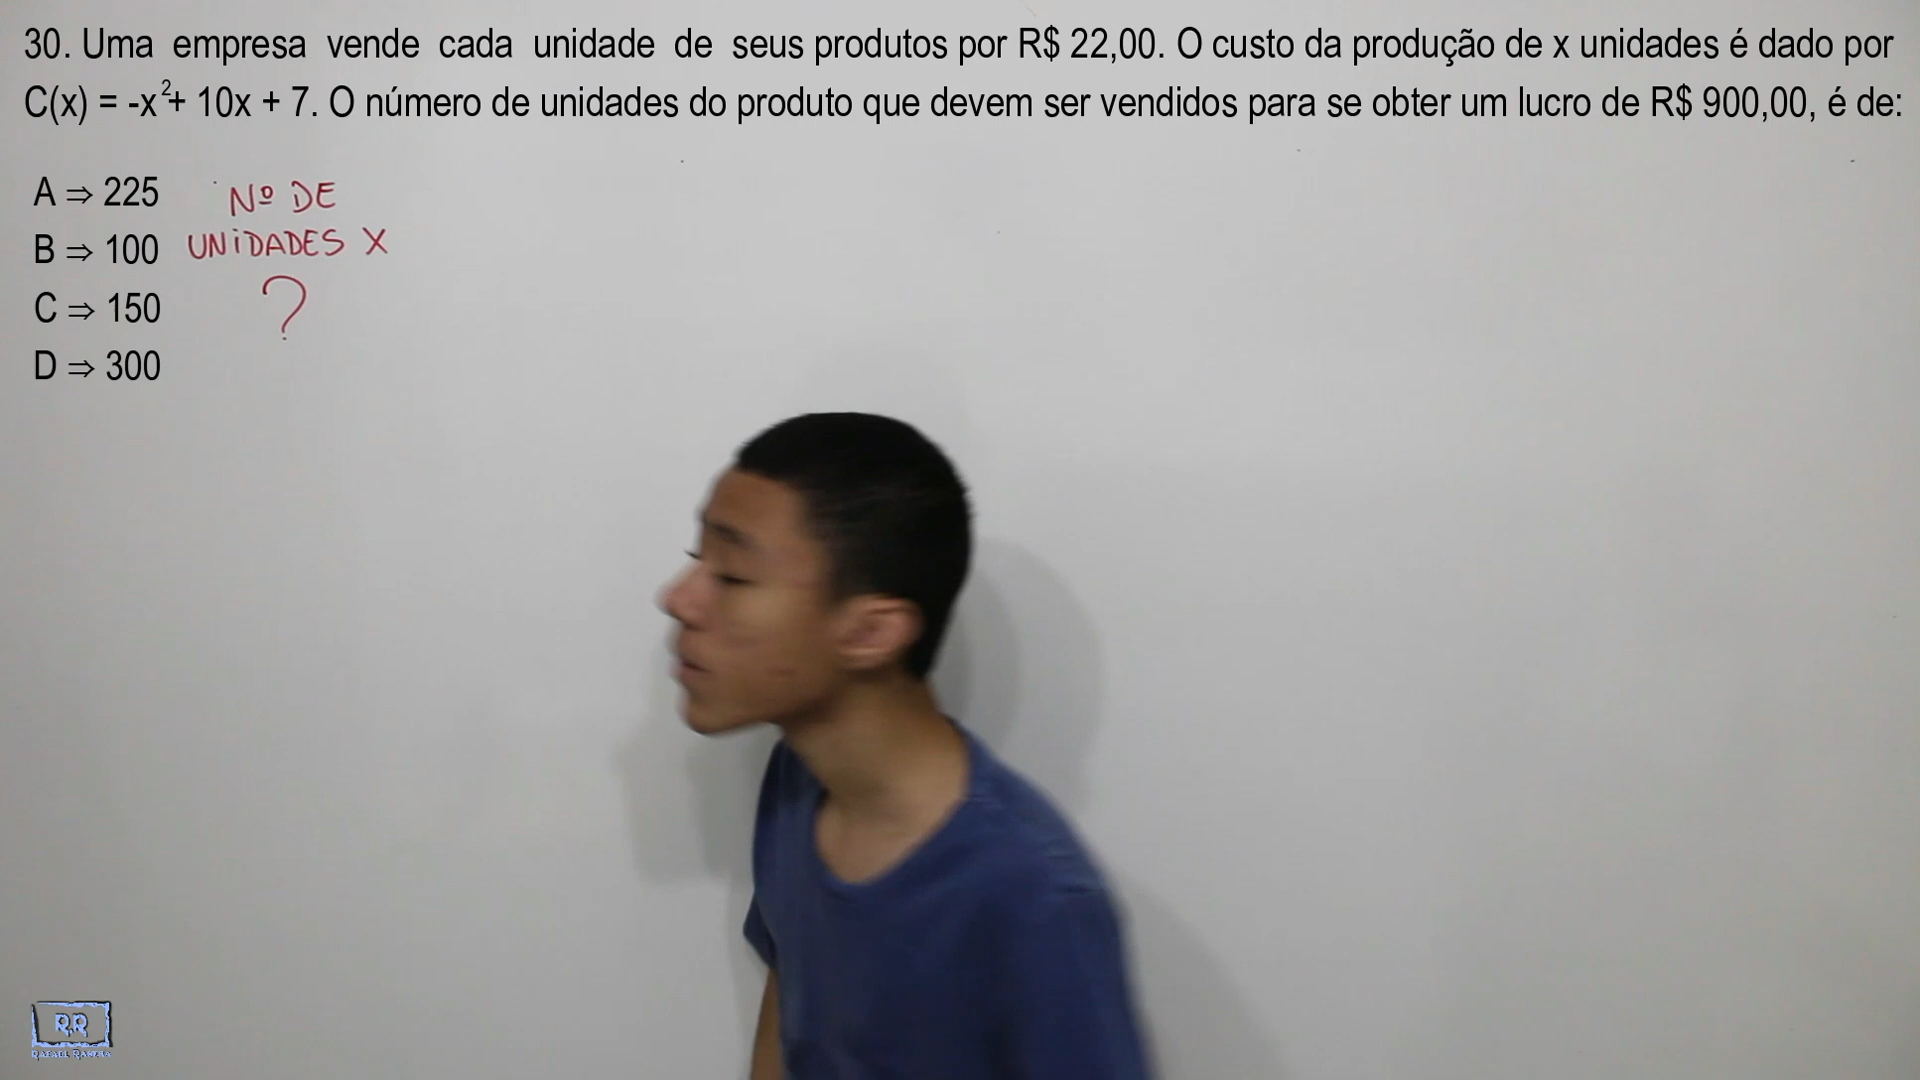 30. Uma empresa vende cada unidade de seus produtos por R$ 22,00. O custo da produção de x unidades é dado por
C(x) = -x²+ 10x + 7. O número de unidades do produto que devem ser vendidos para se obter um lucro de R$ 900,00, é de:
A ⇒ 225
B ⇒ 100
C ⇒ 150
D ⇒ 300
Nº DE
UNIDADES X
?
RR